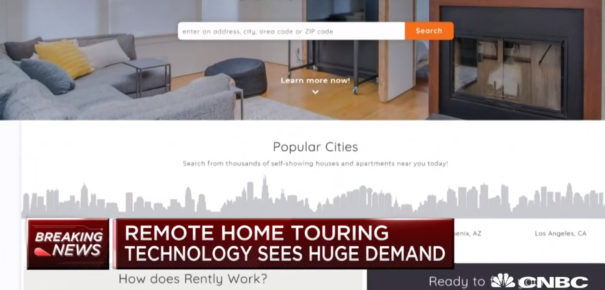 enter on address, city, area code or ZIP code
Search
Learn more now!
Popular Cities
Search from thousands of self-showing houses and apartments near you today!
Los Angeles, CA
BREAKING NEWS
REMOTE HOME TOURING
TECHNOLOGY SEES HUGE DEMAND
How does Rently Work?
Ready to
CNBC